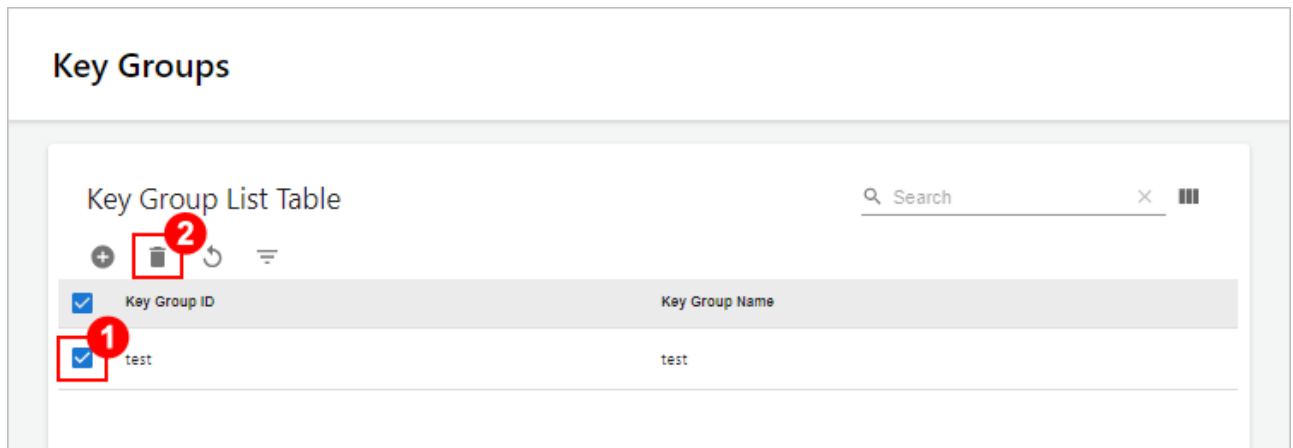 Key Groups
Key Group List Table
Search
2
Key Group ID Key Group Name
1
test test